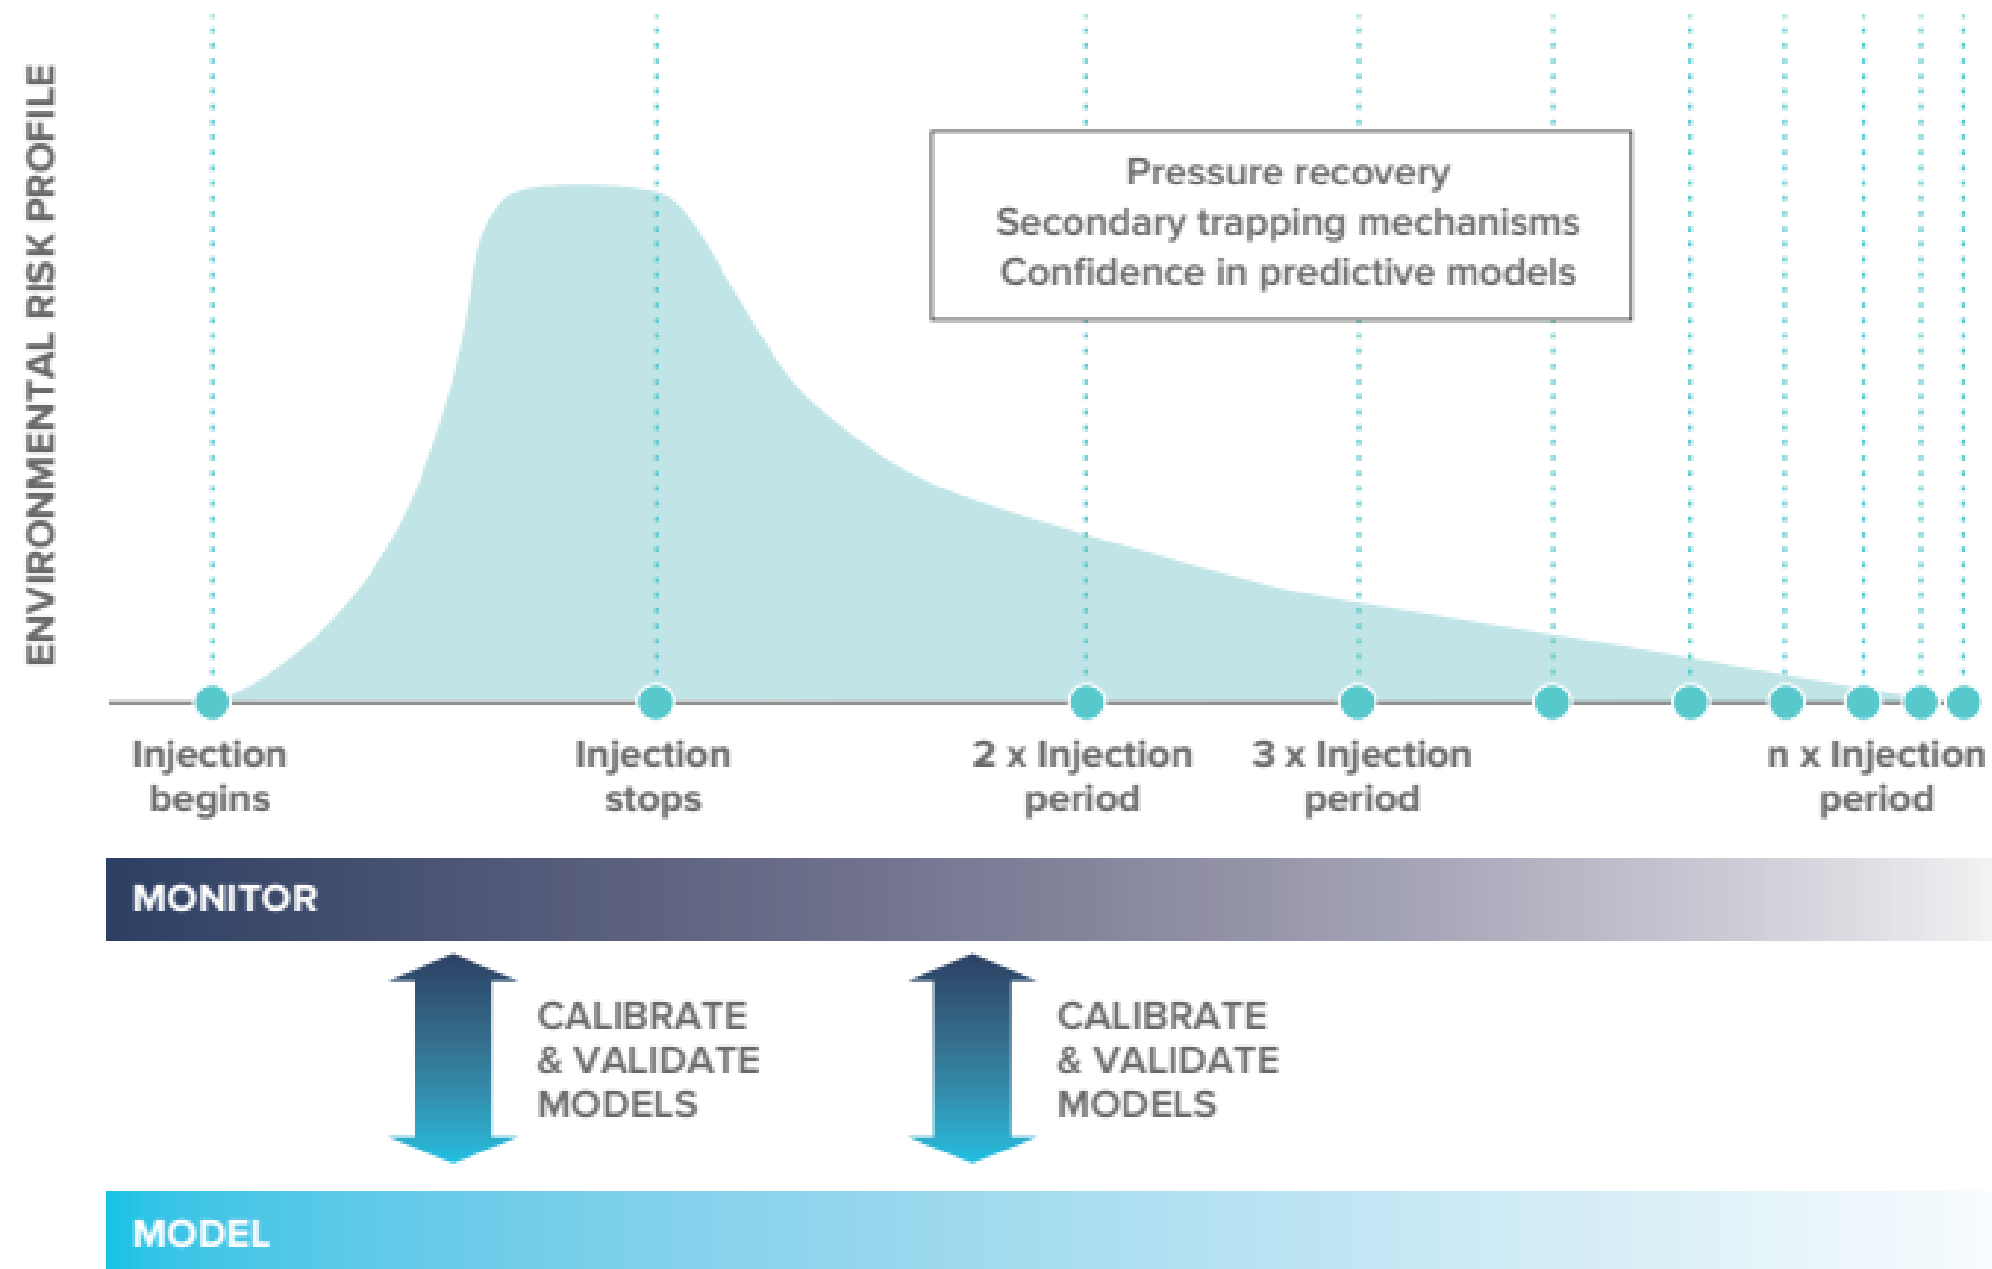 ENVIRONMENTAL RISK PROFILE
Pressure recovery
Secondary trapping mechanisms
Confidence in predictive models
Injection
begins
Injection
stops
2 x Injection
period
3 x Injection
period
n x Injection
period
MONITOR
CALIBRATE
& VALIDATE
MODELS
CALIBRATE
& VALIDATE
MODELS
MODEL